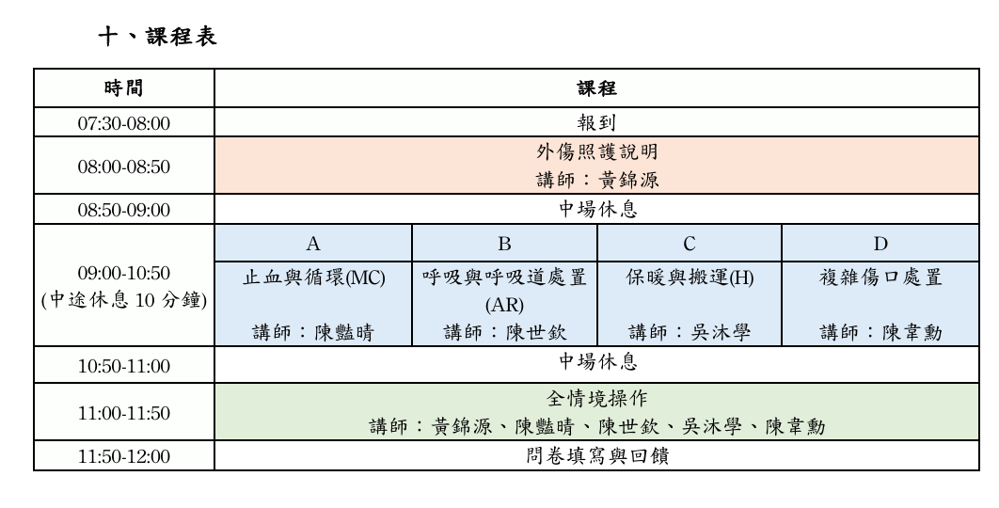 十、課程表
時間 課程
07:30-08:00 報到
08:00-08:50 外傷照護說明
講師：黃錦源
08:50-09:00 中場休息
09:00-10:50
(中途休息 10 分鐘)
A B C D
止血與循環(MC) 呼吸與呼吸道處置 保暖與搬運(H) 複雜傷口處置
(AR)
講師：陳豔晴 講師：陳世欽 講師：吳沐學 講師：陳韋勳
10:50-11:00 中場休息
11:00-11:50 全情境操作
講師：黃錦源、陳豔晴、陳世欽、吳沐學、陳韋勳
11:50-12:00 問卷填寫與回饋